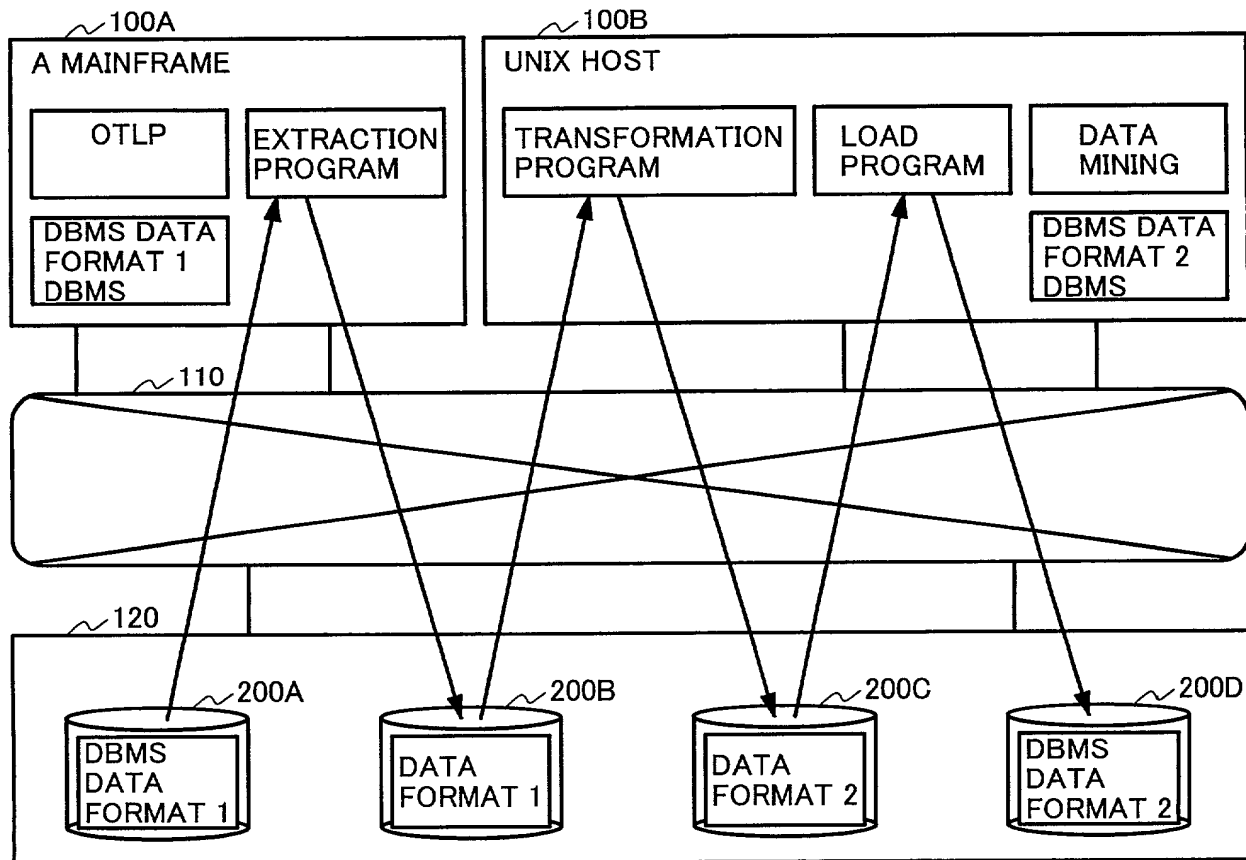 100A
100B
A MAINFRAME
UNIX HOST
OTLP
EXTRACTION
PROGRAM
TRANSFORMATION
PROGRAM
LOAD
PROGRAM
DATA
MINING
DBMS DATA
FORMAT 1
DBMS
DBMS DATA
FORMAT 2
DBMS
110
120
200A
200B
200C
200D
DBMS
DATA
FORMAT 1
DATA
FORMAT 1
DATA
FORMAT 2
DBMS
DATA
FORMAT 2